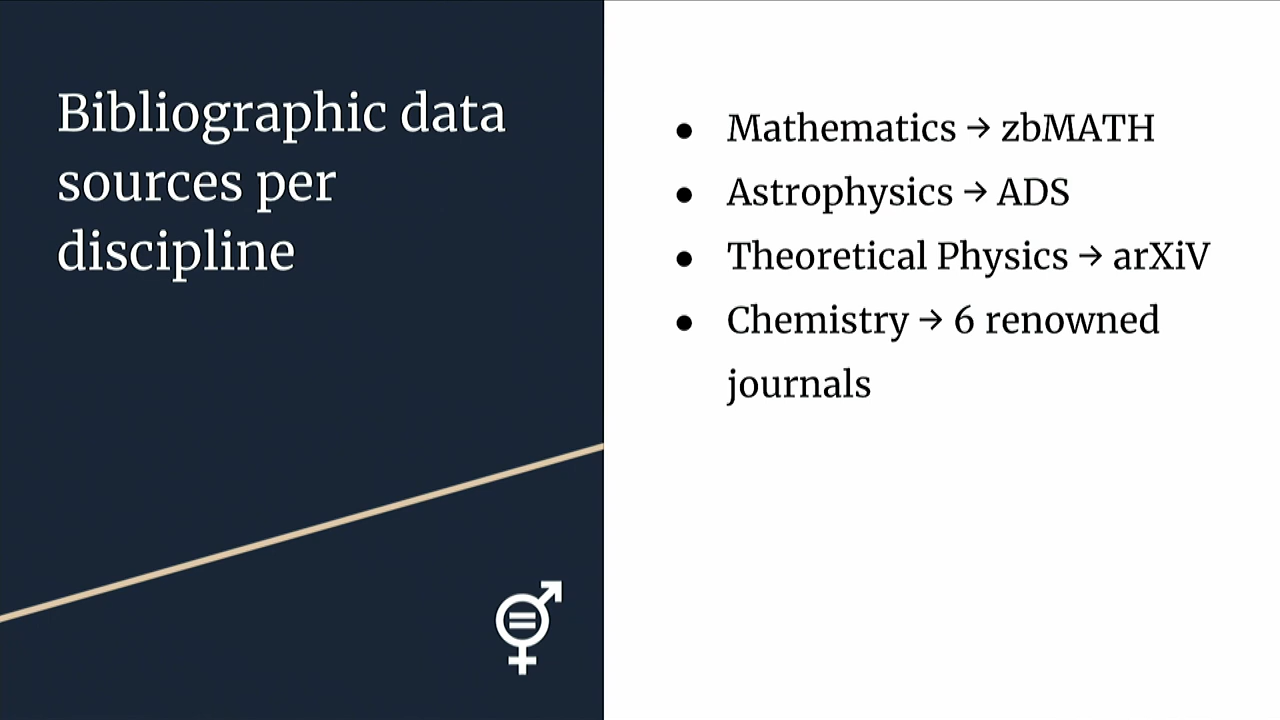 Bibliographic data
sources per
discipline
● Mathematics → zbMATH
● Astrophysics → ADS
● Theoretical Physics → arXiV
● Chemistry → 6 renowned
journals